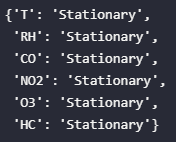 {'T': 'Stationary',
'RH': 'Stationary',
'CO': 'Stationary',
'NO2': 'Stationary',
'O3': 'Stationary',
'HC': 'Stationary'}